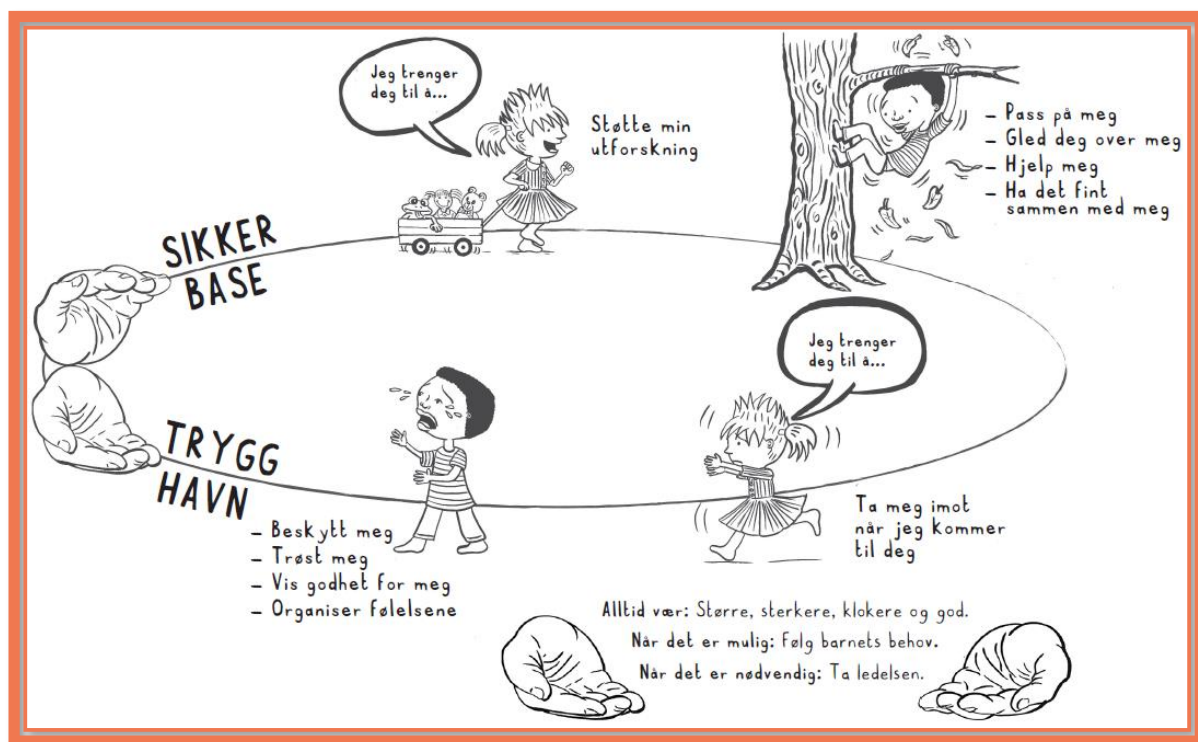 Jeg trenger
deg til å...
Støtte min
utforskning
– Pass på meg
– Gled deg over meg
– Hjelp meg
– Ha det fint
sammen med meg
SIKKER
BASE
Jeg trenger
deg til å...
TRYGG
HAVN
– Beskytt meg
– Trøst meg
– Vis godhet for meg
– Organiser følelsene
Ta meg imot
når jeg kommer
til deg
Alltid vær: Større, sterkere, klokere og god.
Når det er mulig: Følg barnets behov.
Når det er nødvendig: Ta ledelsen.